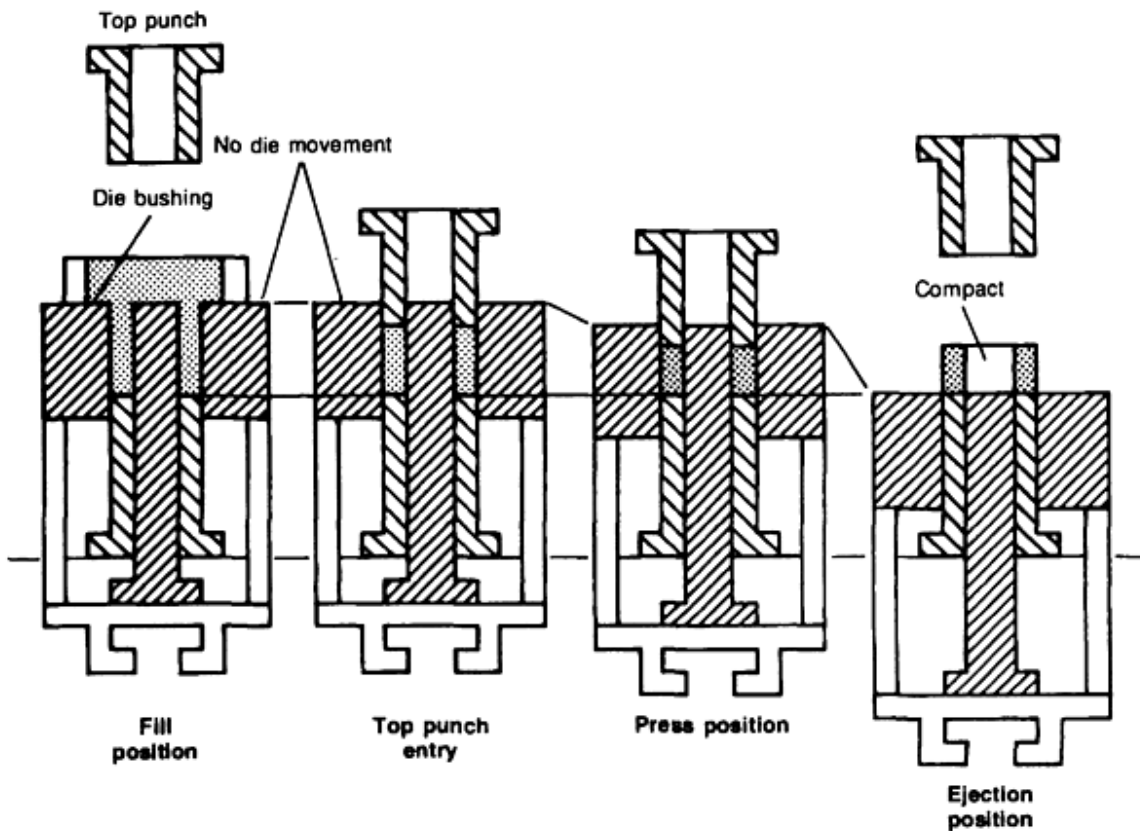 Top punch
No die movement
Die bushing
Compact
Fill
position
Top punch
entry
Press position
Ejection
position